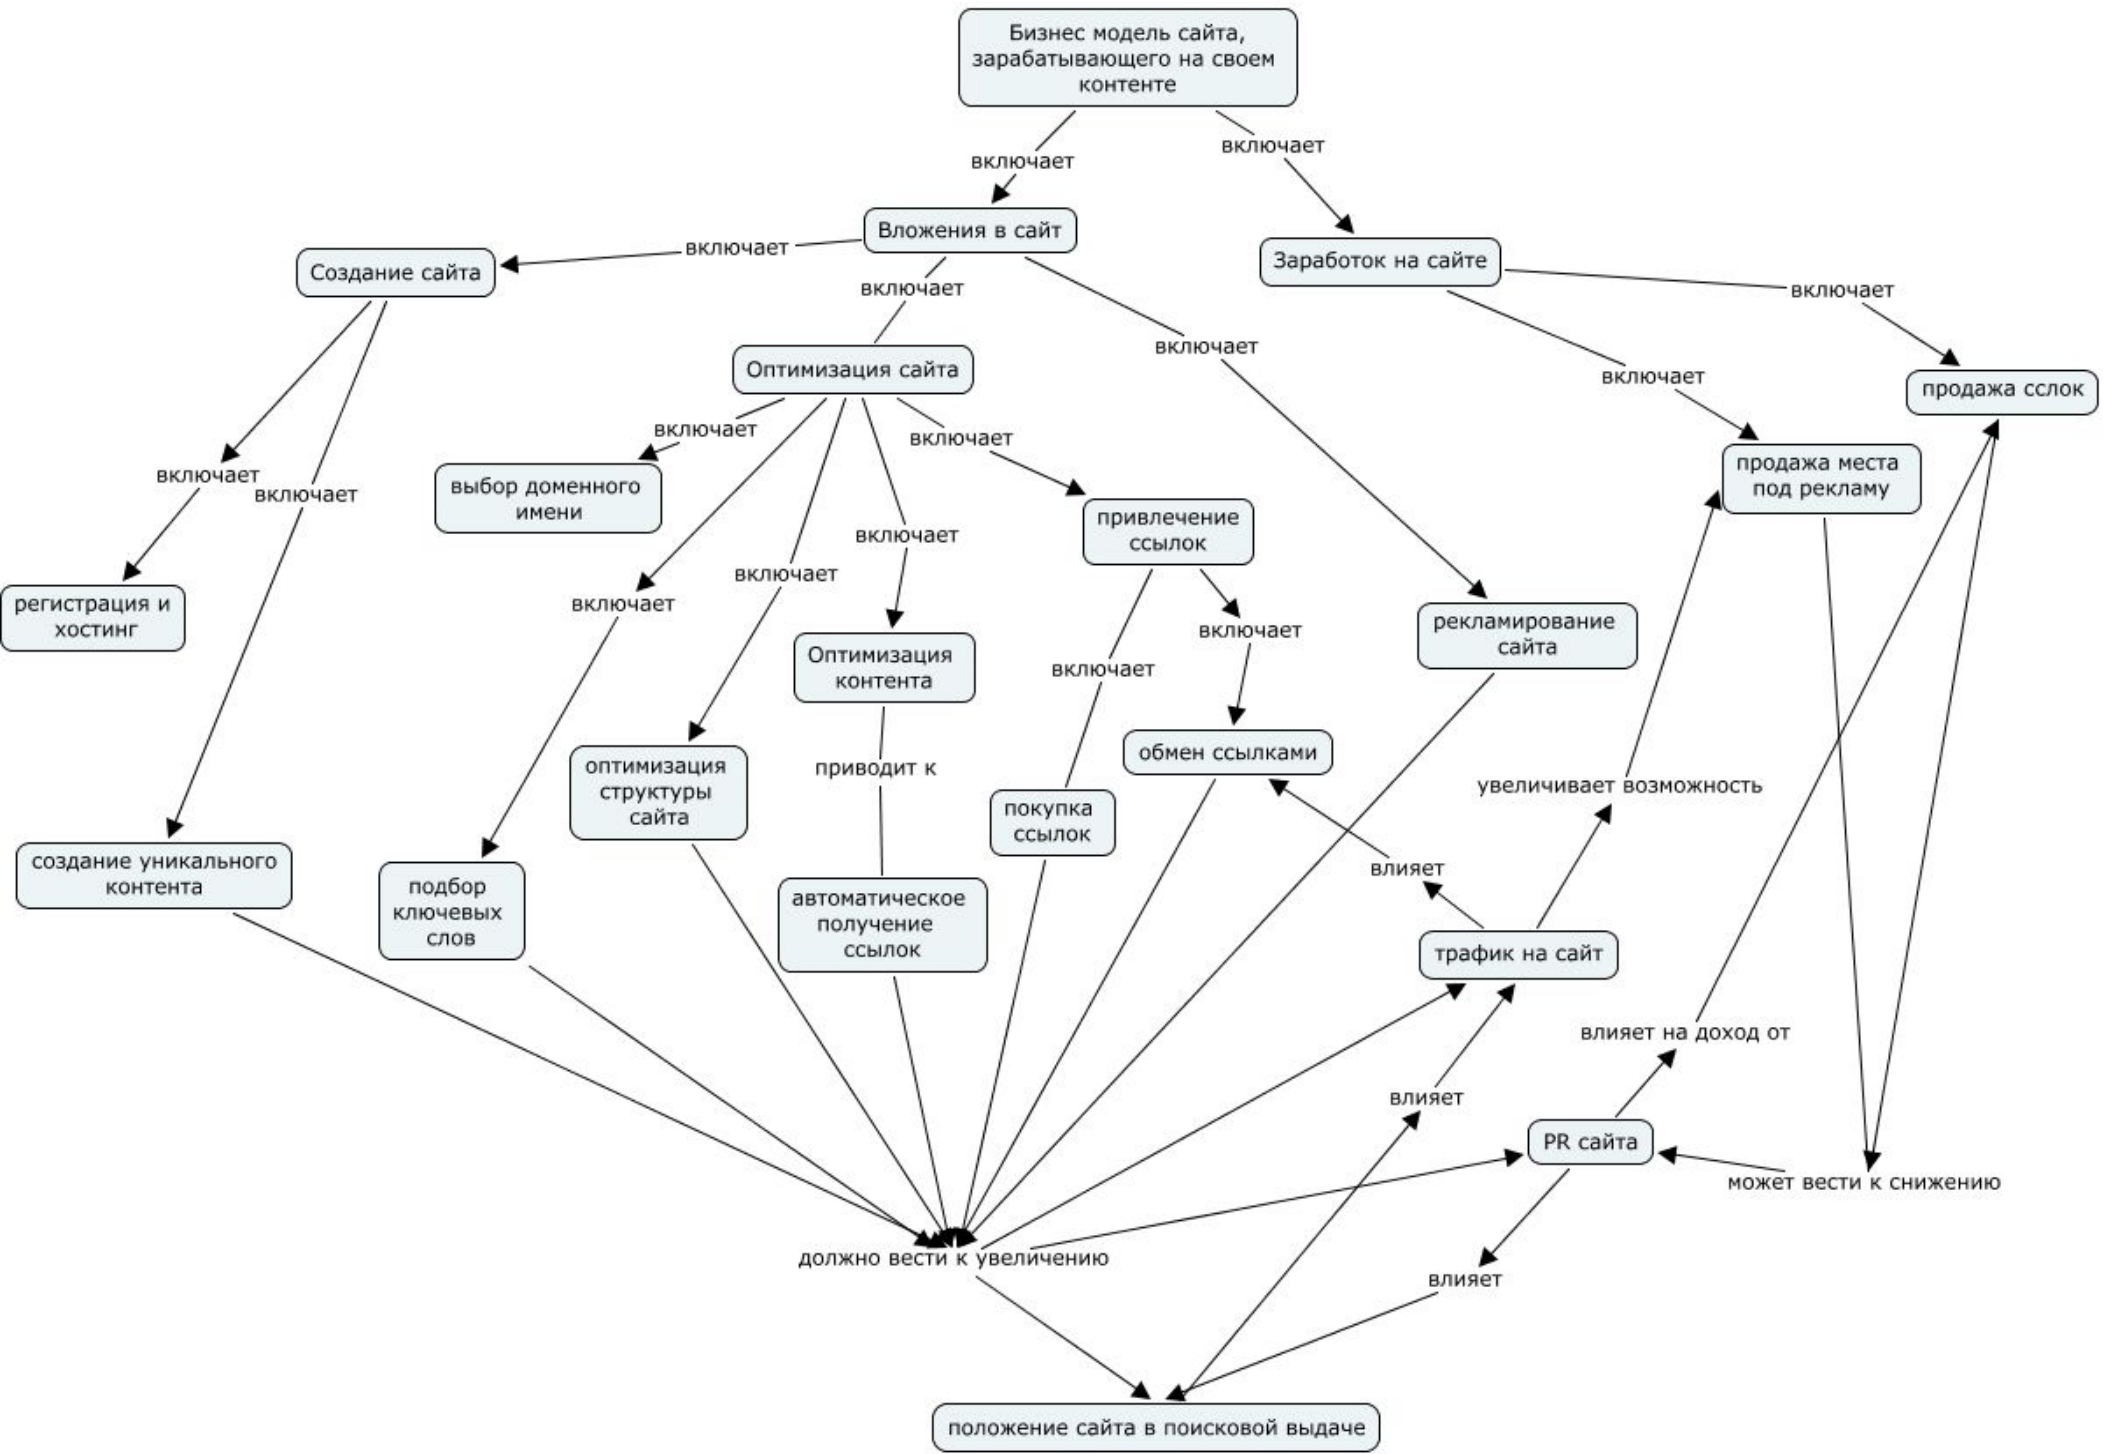 Бизнес модель сайта,
зарабатывающего на своем
контенте
включает
включает
Вложения в сайт
включает
Заработок на сайте
Создание сайта
включает
включает
включает
включает
Оптимизация сайта
продажа сслок
включает
включает
продажа места
под рекламу
включает
включает
выбор доменного
имени
привлечение
ссылок
включает
включает
включает
регистрация и
хостинг
включает
рекламирование
сайта
Оптимизация
контента
включает
обмен ссылками
оптимизация
структуры
сайта
приводит к
увеличивает возможность
покупка
ссылок
создание уникального
контента
влияет
подбор
ключевых
слов
автоматическое
получение
ссылок
трафик на сайт
влияет на доход от
влияет
PR сайта
может вести к снижению
должно вести к увеличению
влияет
положение сайта в поисковой выдаче